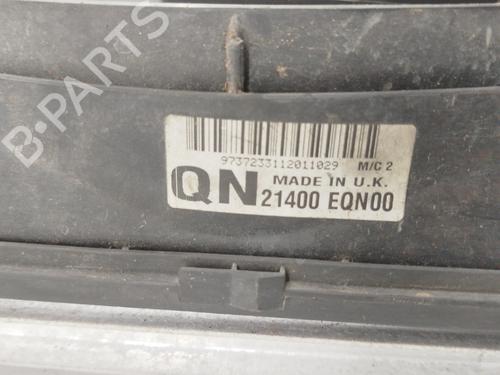 B-PARTS
9737233112011029 M/C 2
QN MADE IN U.K.
21400 EQN00